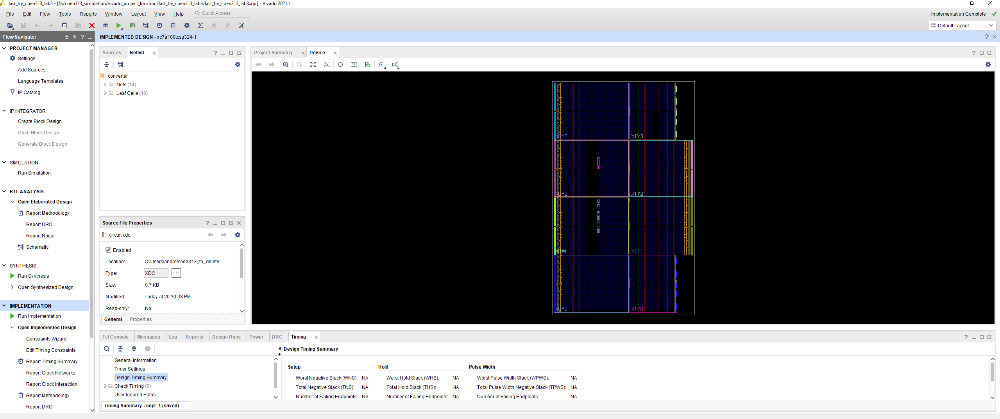 last_try_coen313_lab3 - [D:/coen313_simulation/vivado_project_location/last_try_coen313_lab3/last_try_coen313_lab3.xpr] - Vivado 2021.1
File Edit Flow Tools Reports Window Layout View Help Quick Access
Implementation Complete
Default Layout
Flow Navigator
IMPLEMENTED DESIGN - xc7a100tcsg324-1
PROJECT MANAGER
Settings
Add Sources
Language Templates
IP Catalog
IP INTEGRATOR
Create Block Design
Open Block Design
Generate Block Design
SIMULATION
Run Simulation
RTL ANALYSIS
Open Elaborated Design
Report Methodology
Report DRC
Report Noise
Schematic
SYNTHESIS
Run Synthesis
Open Synthesized Design
IMPLEMENTATION
Run Implementation
Open Implemented Design
Constraints Wizard
Edit Timing Constraints
Report Timing Summary
Report Clock Networks
Report Clock Interaction
Report Methodology
Report DRC
Sources Netlist
N converter
Nets (14)
Leaf Cells (10)
Source File Properties
circuit.xdc
Enabled
Location: C:/Users/andre/coen313_to_delete
Type: XDC
Size: 0.7 KB
Modified: Today at 20:30:38 PM
Read-only: No
General Properties
Project Summary Device
X0Y3 X1Y3
X0Y2 X1Y2
X0Y1 X1Y1
X0Y0 X1Y0
Tcl Console Messages Log Reports Design Runs Power DRC Timing
General Information
Timer Settings
Design Timing Summary
Check Timing (0)
User Ignored Paths
Timing Summary - impl_1 (saved)
Design Timing Summary
Setup Hold Pulse Width
Worst Negative Slack (WNS): NA Worst Hold Slack (WHS): NA Worst Pulse Width Slack (WPWS): NA
Total Negative Slack (TNS): NA Total Hold Slack (THS): NA Total Pulse Width Negative Slack (TPWS): NA
Number of Failing Endpoints: NA Number of Failing Endpoints: NA Number of Failing Endpoints: NA